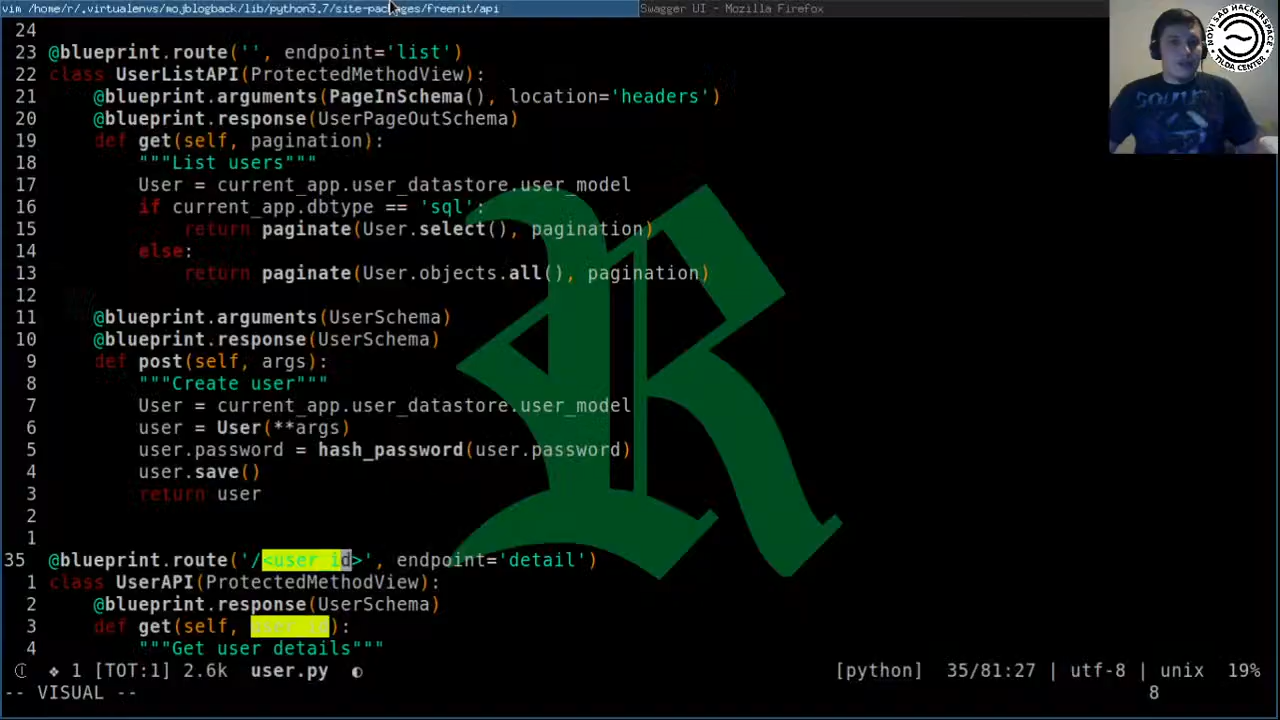 vim /home/r/.virtualenvs/mojblogback/lib/python3.7/site-packages/freenit/api
Swagger UI - Mozilla Firefox
NOVI SAD HACKERSPACE
TILDA CENTER
24
23 @blueprint.route('', endpoint='list')
22 class UserListAPI(ProtectedMethodView):
21     @blueprint.arguments(PageInSchema(), location='headers')
20     @blueprint.response(UserPageOutSchema)
19     def get(self, pagination):
18         """List users"""
17         User = current_app.user_datastore.user_model
16         if current_app.dbtype == 'sql':
15             return paginate(User.select(), pagination)
14         else:
13             return paginate(User.objects.all(), pagination)
12
11     @blueprint.arguments(UserSchema)
10     @blueprint.response(UserSchema)
9     def post(self, args):
8         """Create user"""
7         User = current_app.user_datastore.user_model
6         user = User(**args)
5         user.password = hash_password(user.password)
4         user.save()
3         return user
2
1
35 @blueprint.route('/<user_id>', endpoint='detail')
1 class UserAPI(ProtectedMethodView):
2     @blueprint.response(UserSchema)
3     def get(self, user_id):
4         """Get user details"""
1 [TOT:1] 2.6k user.py [python] 35/81:27 | utf-8 | unix 19%
-- VISUAL -- 8